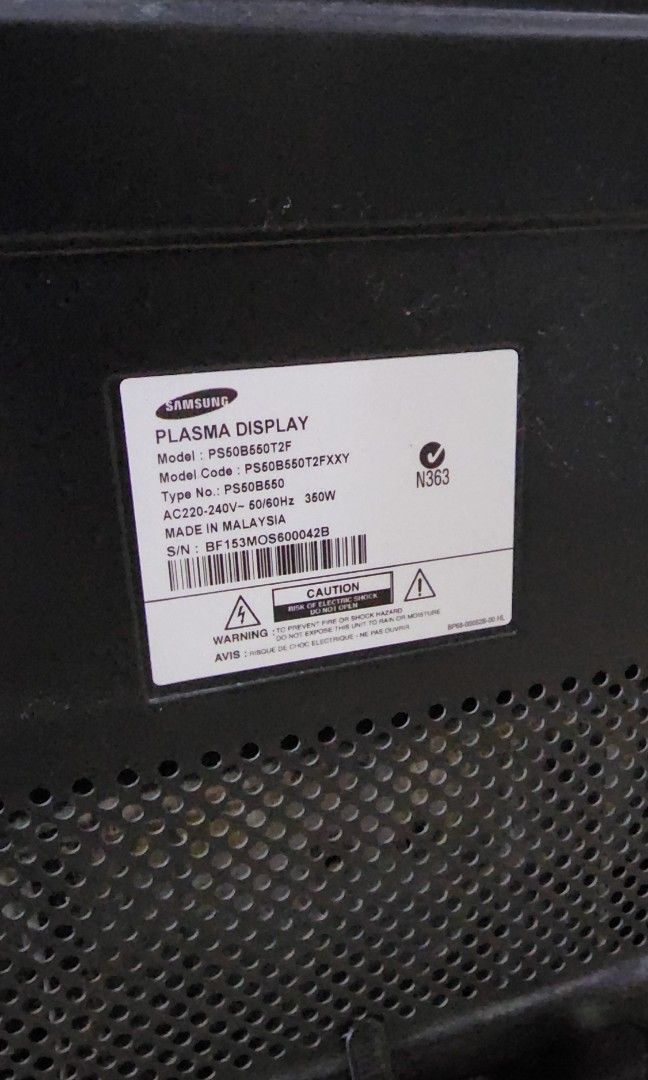 SAMSUNG
PLASMA DISPLAY
Model : PS50B550T2F
Model Code : PS50B550T2FXXY
Type No.: PS50B550
AC220-240V~ 50/60Hz 350W
MADE IN MALAYSIA
S/N : BF153MOS600042B
N363
CAUTION
RISK OF ELECTRIC SHOCK
DO NOT OPEN
WARNING : TO PREVENT FIRE OR SHOCK HAZARD
DO NOT EXPOSE THIS UNIT TO RAIN OR MOISTURE
AVIS : RISQUE DE CHOC ELECTRIQUE - NE PAS OUVRIR